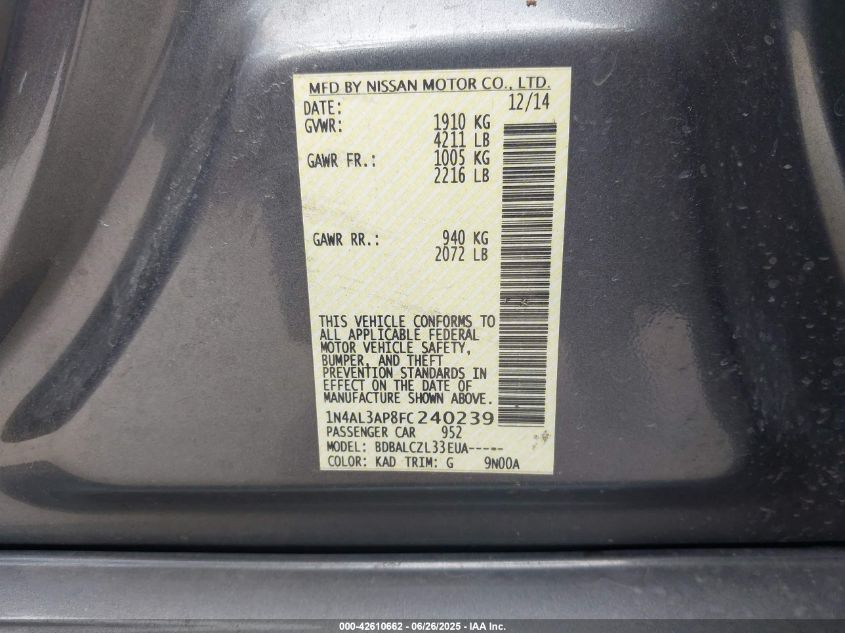 MFD BY NISSAN MOTOR CO., LTD.
DATE: 12/14
GVWR: 1910 KG
4211 LB
GAWR FR.: 1005 KG
2216 LB
GAWR RR.: 940 KG
2072 LB
THIS VEHICLE CONFORMS TO
ALL APPLICABLE FEDERAL
MOTOR VEHICLE SAFETY,
BUMPER, AND THEFT
PREVENTION STANDARDS IN
EFFECT ON THE DATE OF
MANUFACTURE SHOWN ABOVE.
1N4AL3AP8FC240239
PASSENGER CAR 952
MODEL: BDBALCZL33EUA-----
COLOR: KAD TRIM: G 9N00A
000-42610662 / 06/26/2025 - IAA Inc.